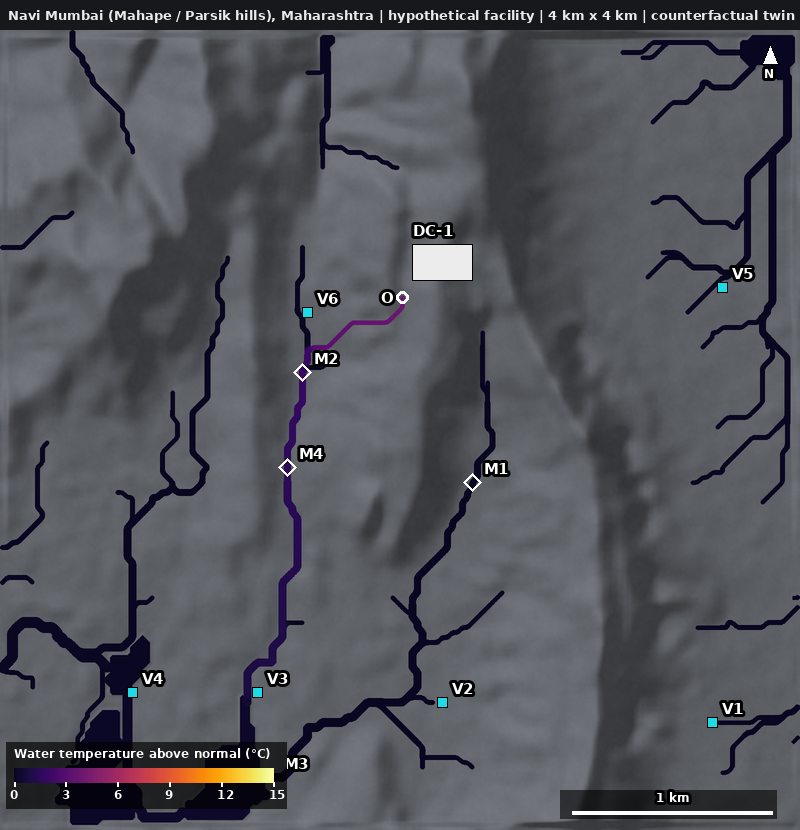 Navi Mumbai (Mahape / Parsik hills), Maharashtra | hypothetical facility | 4 km x 4 km | counterfactual twin
N
DC-1
V5
O
V6
M2
M4
M1
V4
V3
V2
V1
M3
Water temperature above normal (°C)
0 3 6 9 12 15
1 km